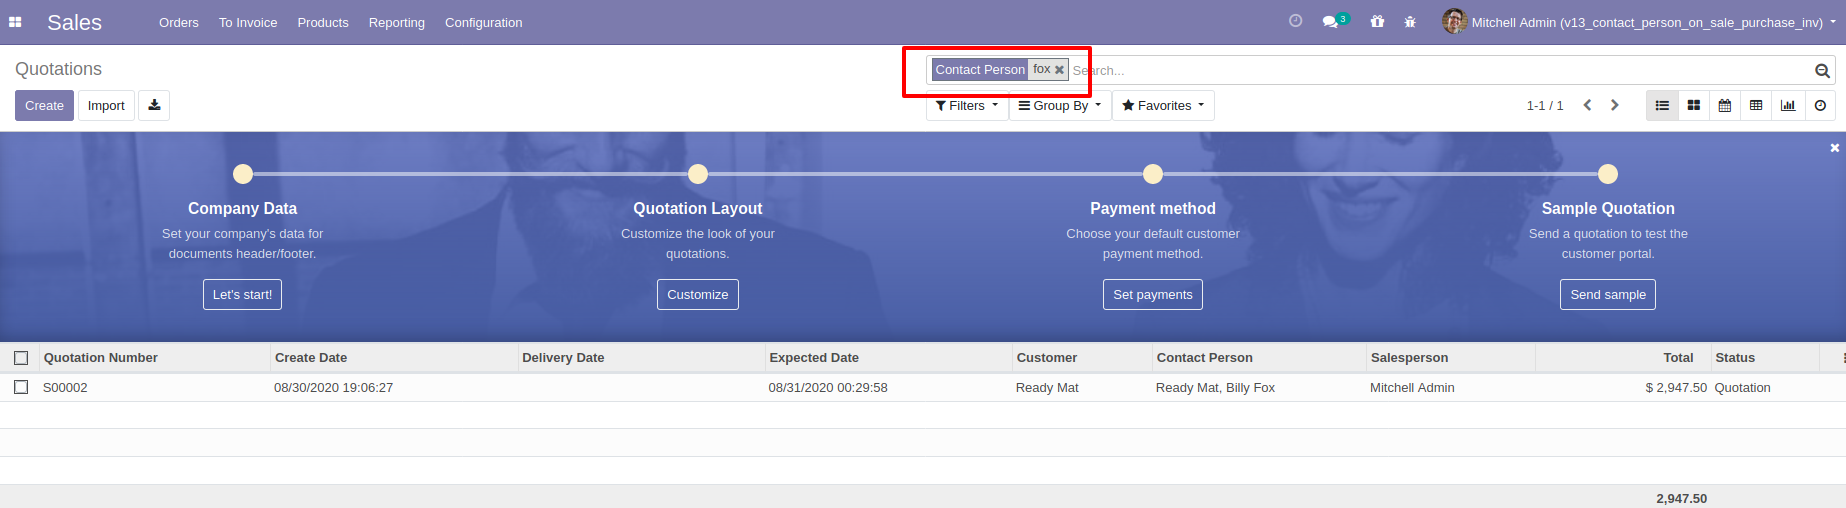 Sales Orders To Invoice Products Reporting Configuration 3 Mitchell Admin (v13_contact_person_on_sale_purchase_inv)
Quotations Contact Person fox Search...
Create Import Filters Group By Favorites 1-1 / 1
Company Data Quotation Layout Payment method Sample Quotation
Set your company's data for Customize the look of your Choose your default customer Send a quotation to test the
documents header/footer. quotations. payment method. customer portal.
Let's start! Customize Set payments Send sample
Quotation Number Create Date Delivery Date Expected Date Customer Contact Person Salesperson Total Status
S00002 08/30/2020 19:06:27 08/31/2020 00:29:58 Ready Mat Ready Mat, Billy Fox Mitchell Admin $ 2,947.50 Quotation
2,947.50